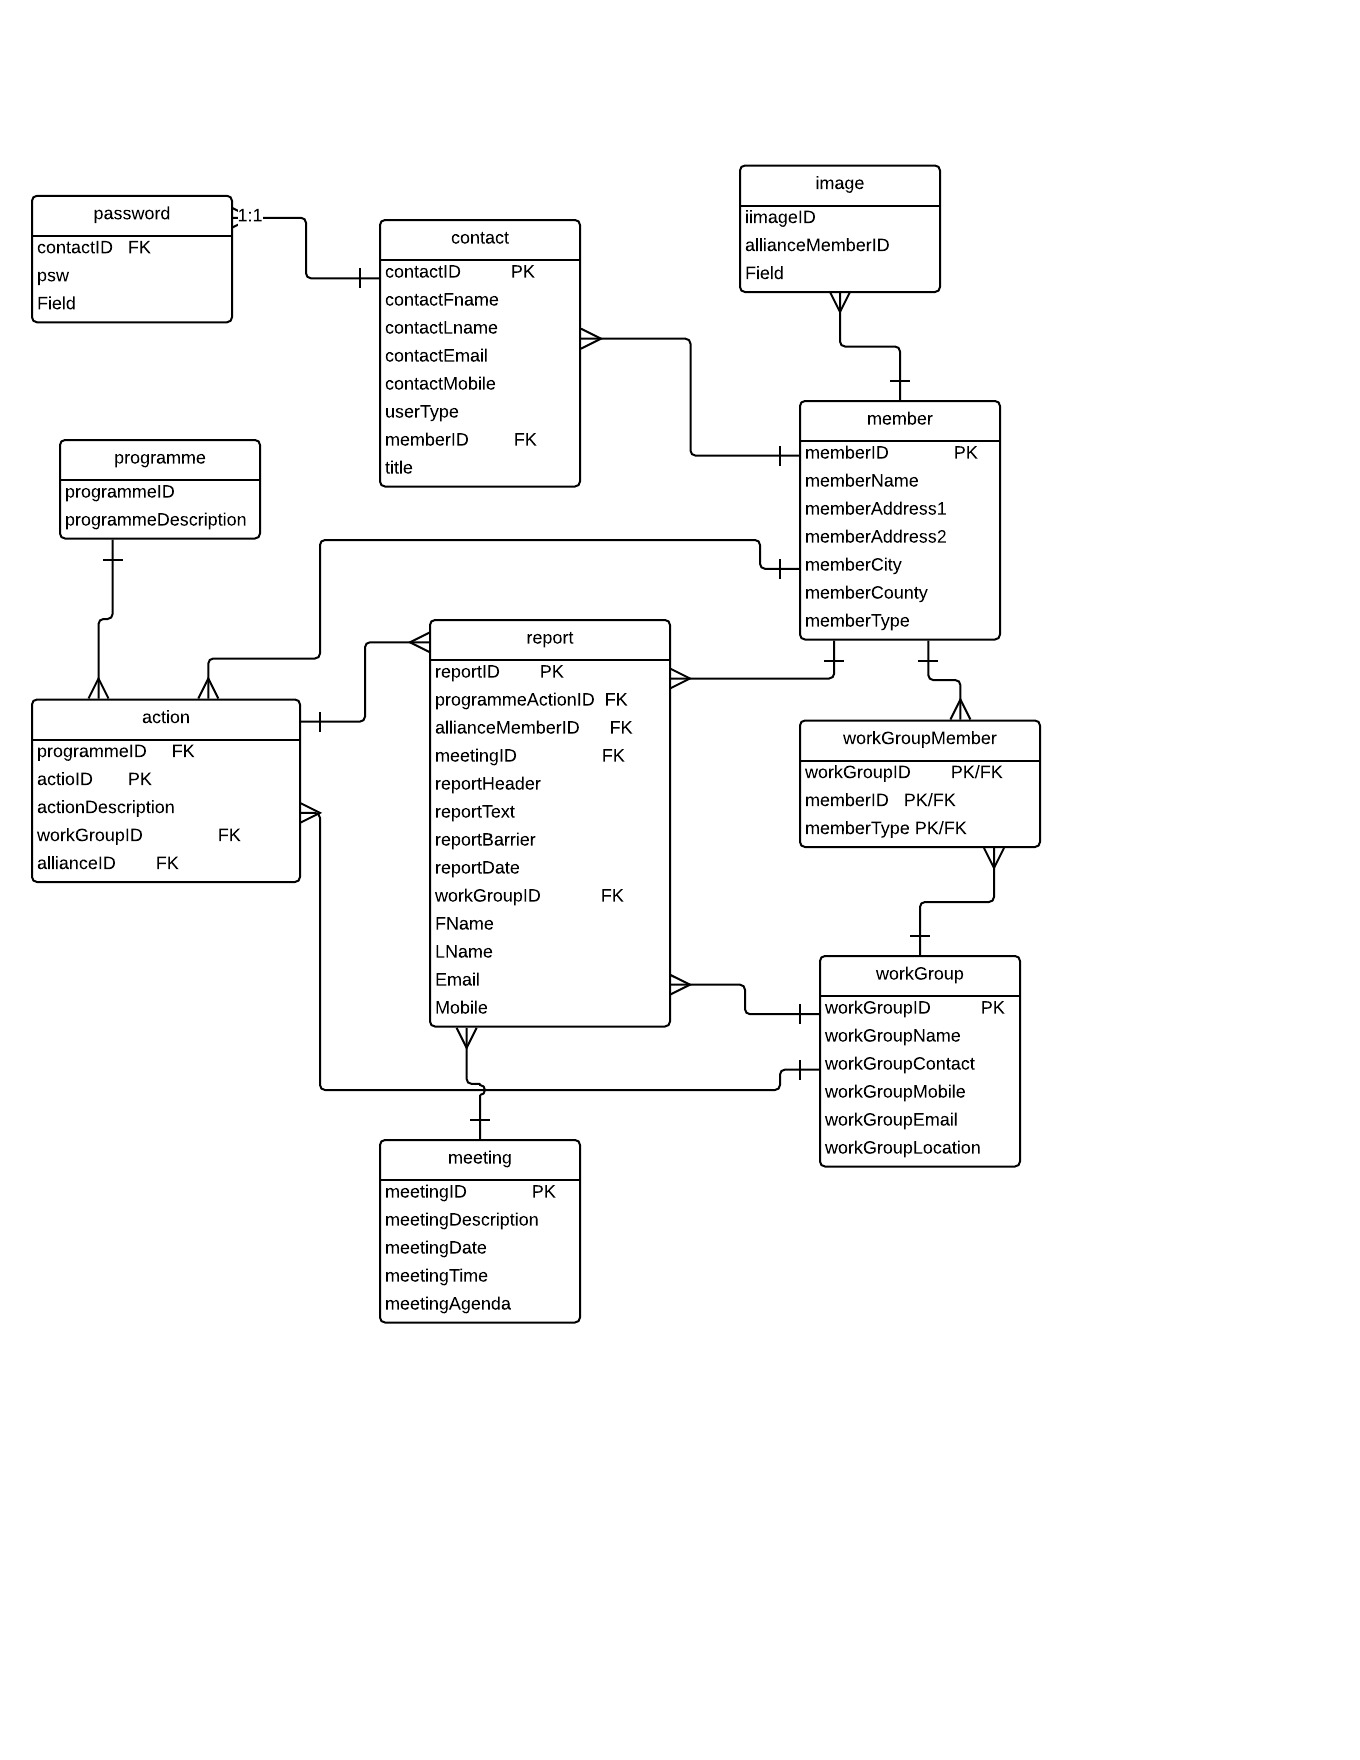 image
iimageID
allianceMemberID
Field
password
contactID FK
psw
Field
1:1
contact
contactID PK
contactFname
contactLname
contactEmail
contactMobile
userType
memberID FK
title
member
memberID PK
memberName
memberAddress1
memberAddress2
memberCity
memberCounty
memberType
programme
programmeID
programmeDescription
report
reportID PK
programmeActionID FK
allianceMemberID FK
meetingID FK
reportHeader
reportText
reportBarrier
reportDate
workGroupID FK
FName
LName
Email
Mobile
action
programmeID FK
actioID PK
actionDescription
workGroupID FK
allianceID FK
workGroupMember
workGroupID PK/FK
memberID PK/FK
memberType PK/FK
workGroup
workGroupID PK
workGroupName
workGroupContact
workGroupMobile
workGroupEmail
workGroupLocation
meeting
meetingID PK
meetingDescription
meetingDate
meetingTime
meetingAgenda